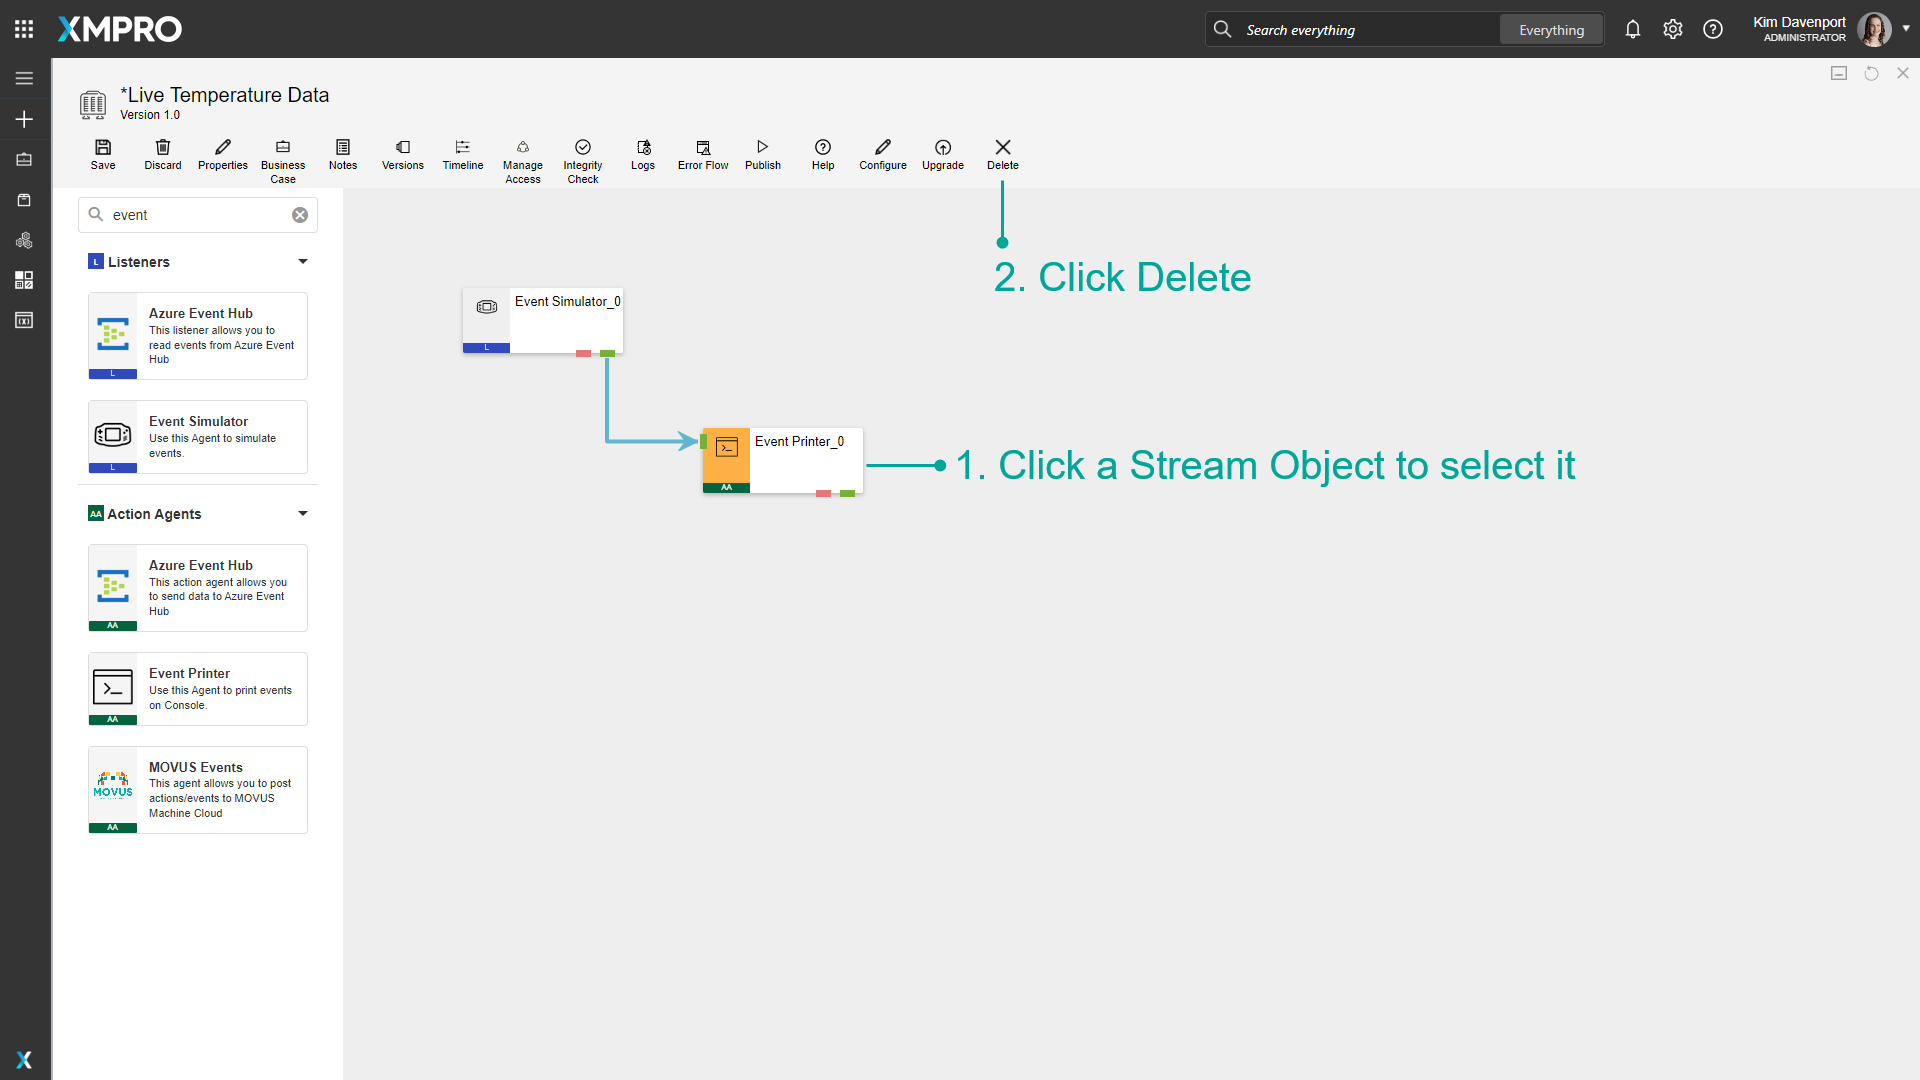 XMPRO
Search everything
Everything
Kim Davenport
ADMINISTRATOR
*Live Temperature Data
Version 1.0
Save
Discard
Properties
Business
Case
Notes
Versions
Timeline
Manage
Access
Integrity
Check
Logs
Error Flow
Publish
Help
Configure
Upgrade
Delete
event
L Listeners
Azure Event Hub
This listener allows you to
read events from Azure Event
Hub
L
Event Simulator
Use this Agent to simulate
events.
L
AA Action Agents
Azure Event Hub
This action agent allows you
to send data to Azure Event
Hub
AA
Event Printer
Use this Agent to print events
on Console.
AA
MOVUS Events
This agent allows you to post
actions/events to MOVUS
Machine Cloud
MOVUS
AA
2. Click Delete
Event Simulator_0
L
Event Printer_0
AA
1. Click a Stream Object to select it
X